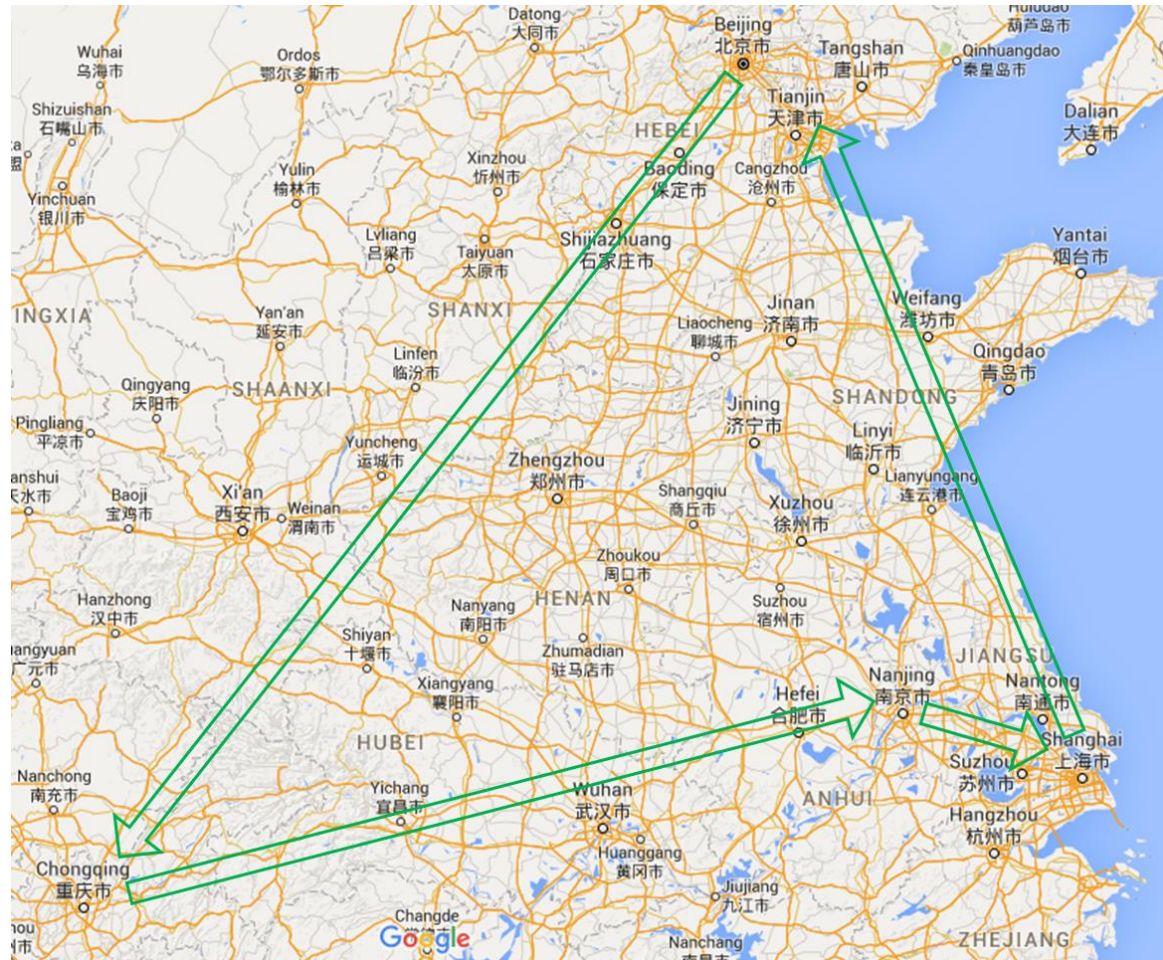 Datong
大同市
Beijing
北京市
Huludao
葫芦岛市
Wuhai
乌海市
Ordos
鄂尔多斯市
Tangshan
唐山市
Qinhuangdao
秦皇岛市
Shizuishan
石嘴山市
Tianjin
天津市
Dalian
大连市
HEBEI
Xinzhou
忻州市
Baoding
保定市
Cangzhou
沧州市
Yulin
榆林市
Yinchuan
银川市
Lvliang
吕梁市
Taiyuan
太原市
Shijiazhuang
石家庄市
Yantai
烟台市
INGXIA
Yan'an
延安市
SHANXI
Jinan
济南市
Weifang
潍坊市
Liaocheng
聊城市
Linfen
临汾市
Qingdao
青岛市
Qingyang
庆阳市
SHAANXI
SHANDONG
Jining
济宁市
Pingliang
平凉市
Linyi
临沂市
Yuncheng
运城市
Zhengzhou
郑州市
anshui
天水市
Baoji
宝鸡市
Xi'an
西安市
Weinan
渭南市
Shangqiu
商丘市
Xuzhou
徐州市
Lianyungang
连云港市
Zhoukou
周口市
HENAN
Suzhou
宿州市
Hanzhong
汉中市
Nanyang
南阳市
Shiyan
十堰市
Zhumadian
驻马店市
JIANGSU
uangyuan
广元市
Xiangyang
襄阳市
Hefei
合肥市
Nanjing
南京市
Nantong
南通市
HUBEI
Shanghai
上海市
Suzhou
苏州市
Nanchong
南充市
Yichang
宜昌市
Wuhan
武汉市
ANHUI
Hangzhou
杭州市
Huanggang
黄冈市
Chongqing
重庆市
Jiujiang
九江市
Changde
Google
Nanchang
ZHEJIANG